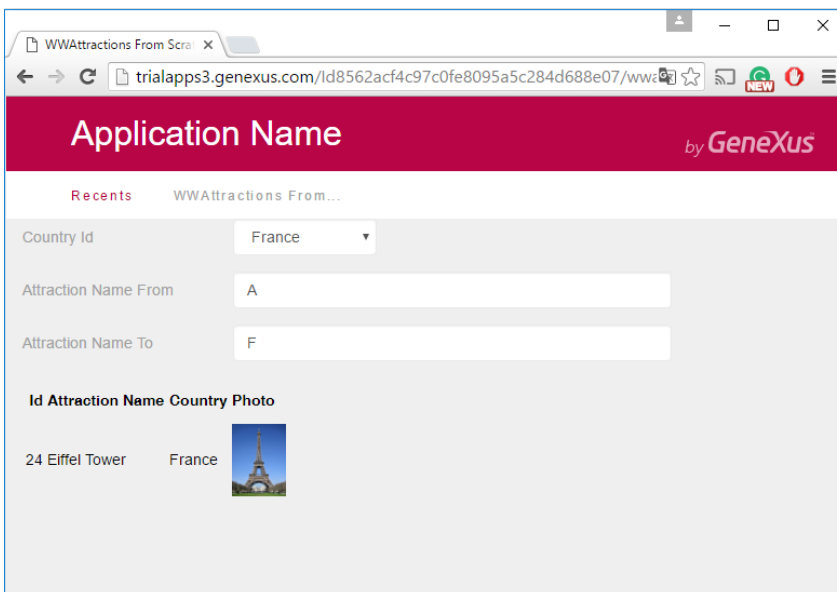 WWAttractions From Scra
trialapps3.genexus.com/Id8562acf4c97c0fe8095a5c284d688e07/wwa
NEW
Application Name
by GeneXus
Recents WWAttractions From...
Country Id France
Attraction Name From A
Attraction Name To F
Id Attraction Name Country Photo
24 Eiffel Tower France